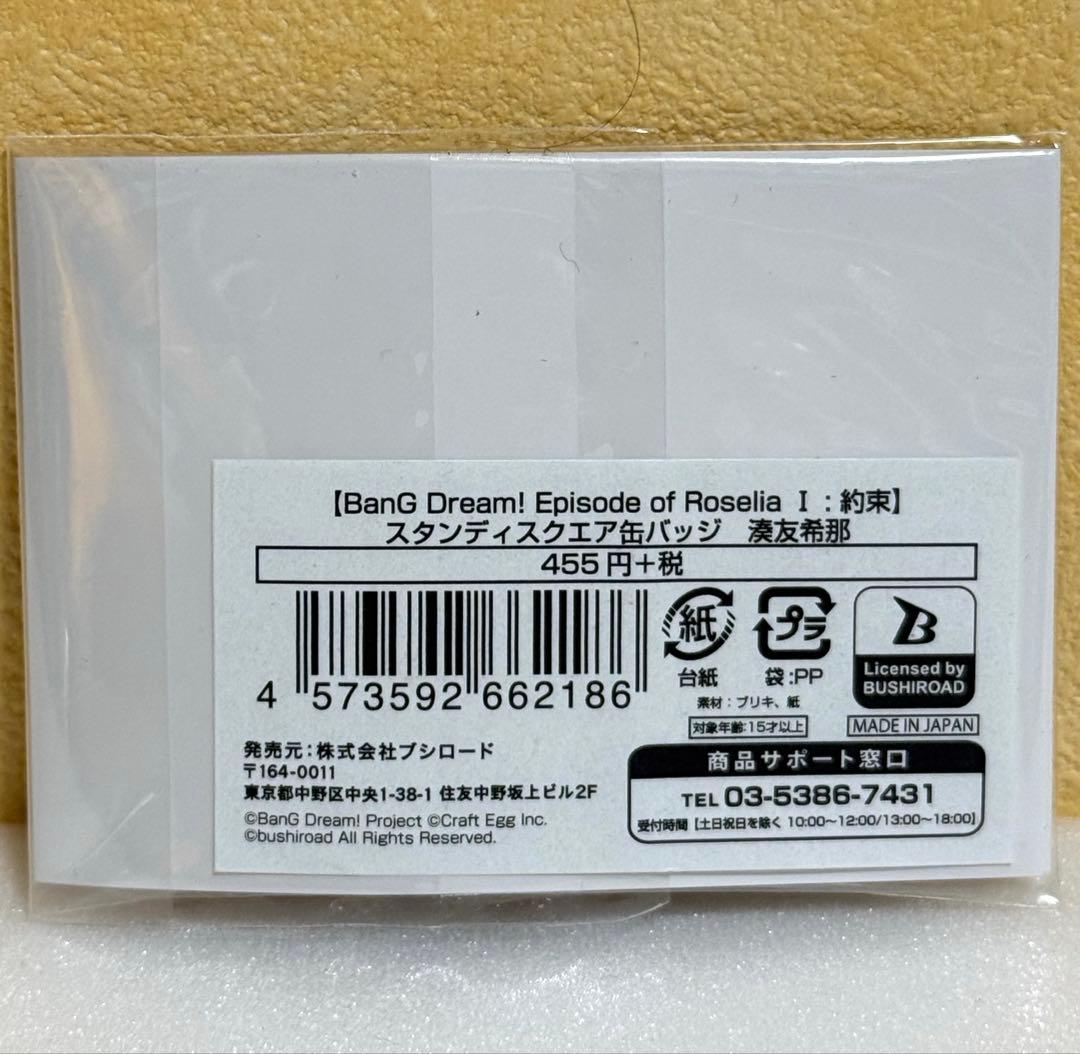 【BanG Dream! Episode of Roselia Ⅰ：約束】
スタンディスクエア缶バッジ　湊友希那
455円+税
4 573592 662186
紙
台紙
プラ
袋:PP
素材：ブリキ、紙
対象年齢:15才以上
B
Licensed by
BUSHIROAD
MADE IN JAPAN
発売元：株式会社ブシロード
〒164-0011
東京都中野区中央1-38-1 住友中野坂上ビル2F
©BanG Dream! Project ©Craft Egg Inc.
©bushiroad All Rights Reserved.
商品サポート窓口
TEL 03-5386-7431
受付時間【土日祝日を除く 10:00〜12:00/13:00〜18:00】